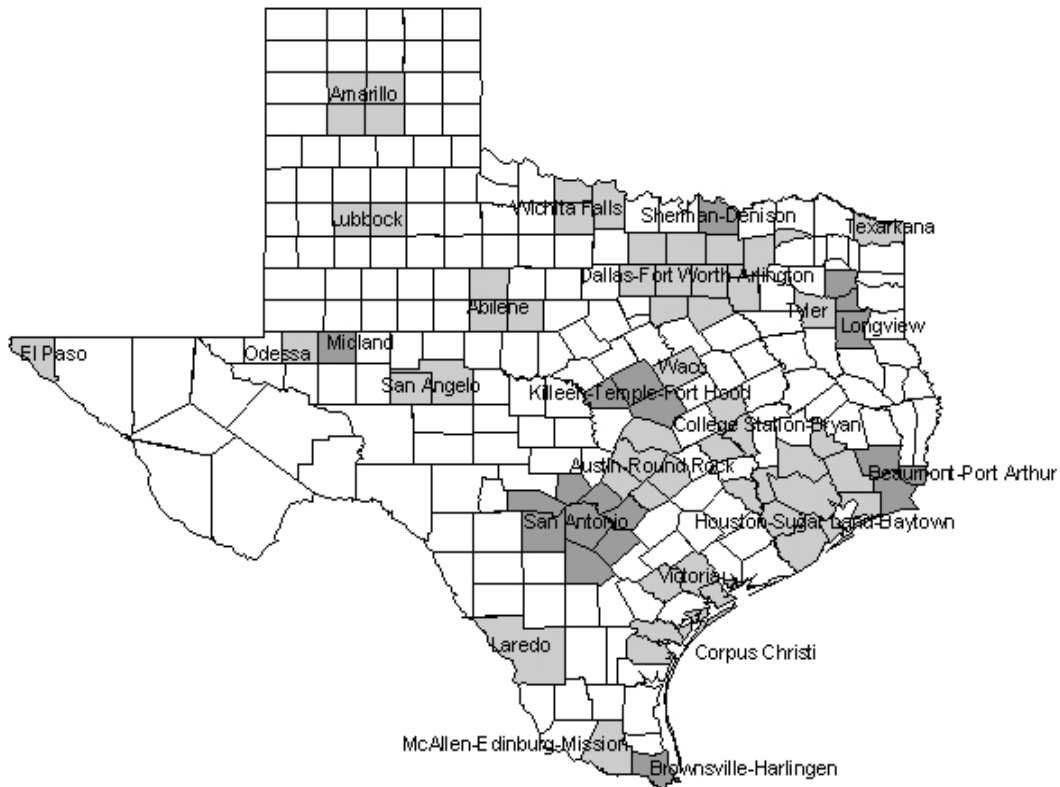 Amarillo
Lubbock
Wichita Falls
Sherman-Denison
Texarkana
Dallas-Fort Worth-Arlington
Abilene
Tyler
Longview
El Paso
Odessa
Midland
San Angelo
Waco
Killeen-Temple-Fort Hood
College Station-Bryan
Austin-Round Rock
Beaumont-Port Arthur
San Antonio
Houston-Sugar Land-Baytown
Victoria
Laredo
Corpus Christi
McAllen-Edinburg-Mission
Brownsville-Harlingen